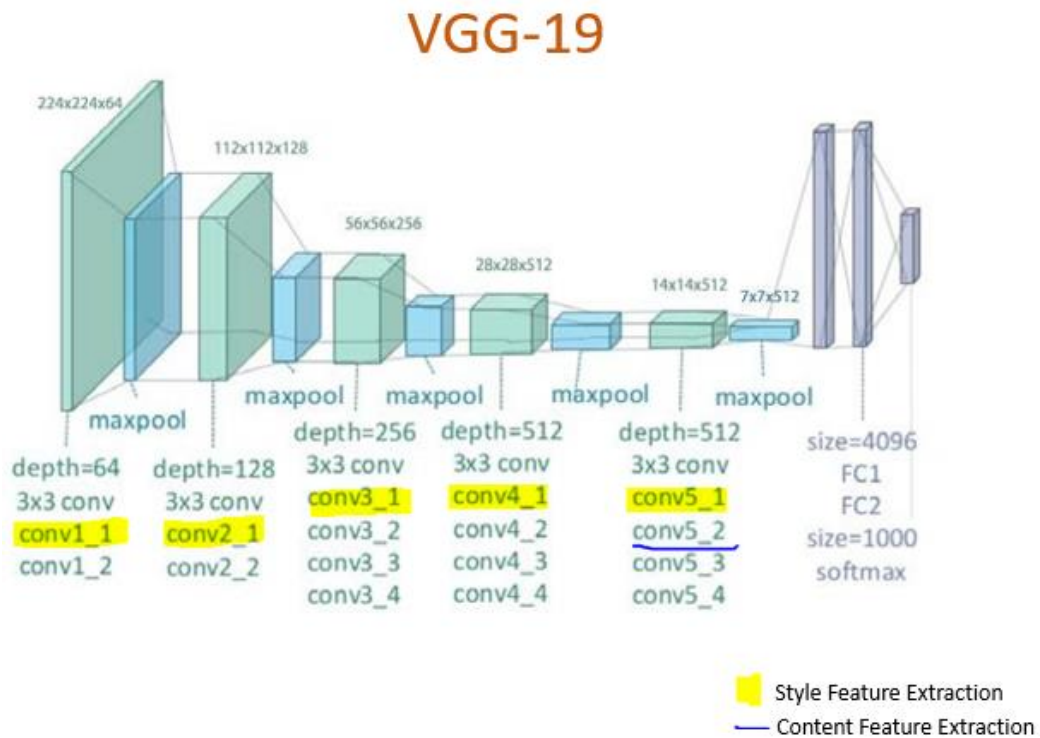 VGG-19
224x224x64
112x112x128
56x56x256
28x28x512
14x14x512
7x7x512
maxpool
maxpool
maxpool
maxpool
maxpool
depth=64
3x3 conv
conv1_1
conv1_2
depth=128
3x3 conv
conv2_1
conv2_2
depth=256
3x3 conv
conv3_1
conv3_2
conv3_3
conv3_4
depth=512
3x3 conv
conv4_1
conv4_2
conv4_3
conv4_4
depth=512
3x3 conv
conv5_1
conv5_2
conv5_3
conv5_4
size=4096
FC1
FC2
size=1000
softmax
Style Feature Extraction
Content Feature Extraction